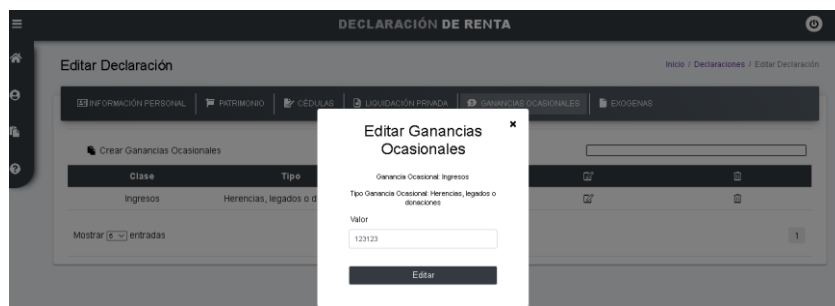 DECLARACIÓN DE RENTA
Editar Declaración
Inicio / Declaraciones / Editar Declaración
INFORMACIÓN PERSONAL
PATRIMONIO
CÉDULAS
LIQUIDACIÓN PRIVADA
GANANCIAS OCASIONALES
EXOGENAS
Editar Ganancias
Ocasionales
×
Ganancia Ocasional: Ingresos
Tipo Ganancia Ocasional: Herencias, legados o
donaciones
Valor
123123
Editar
Crear Ganancias Ocasionales
Clase
Tipo
Ingresos
Herencias, legados o d
Mostrar 6 entradas
1